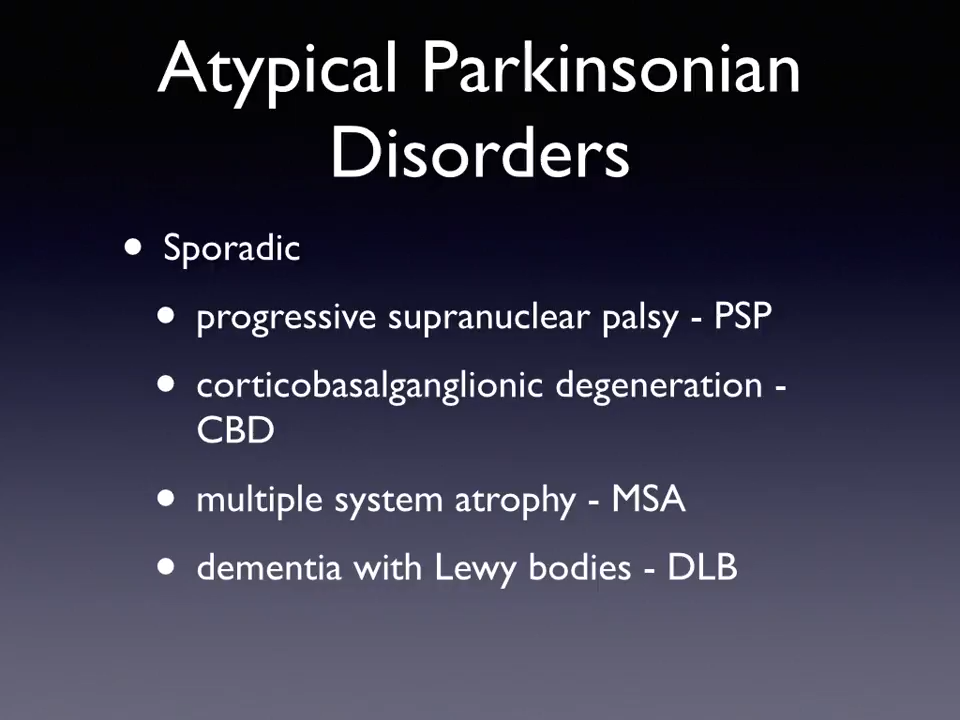 Atypical Parkinsonian
Disorders
• Sporadic
• progressive supranuclear palsy - PSP
• corticobasalganglionic degeneration -
CBD
• multiple system atrophy - MSA
• dementia with Lewy bodies - DLB